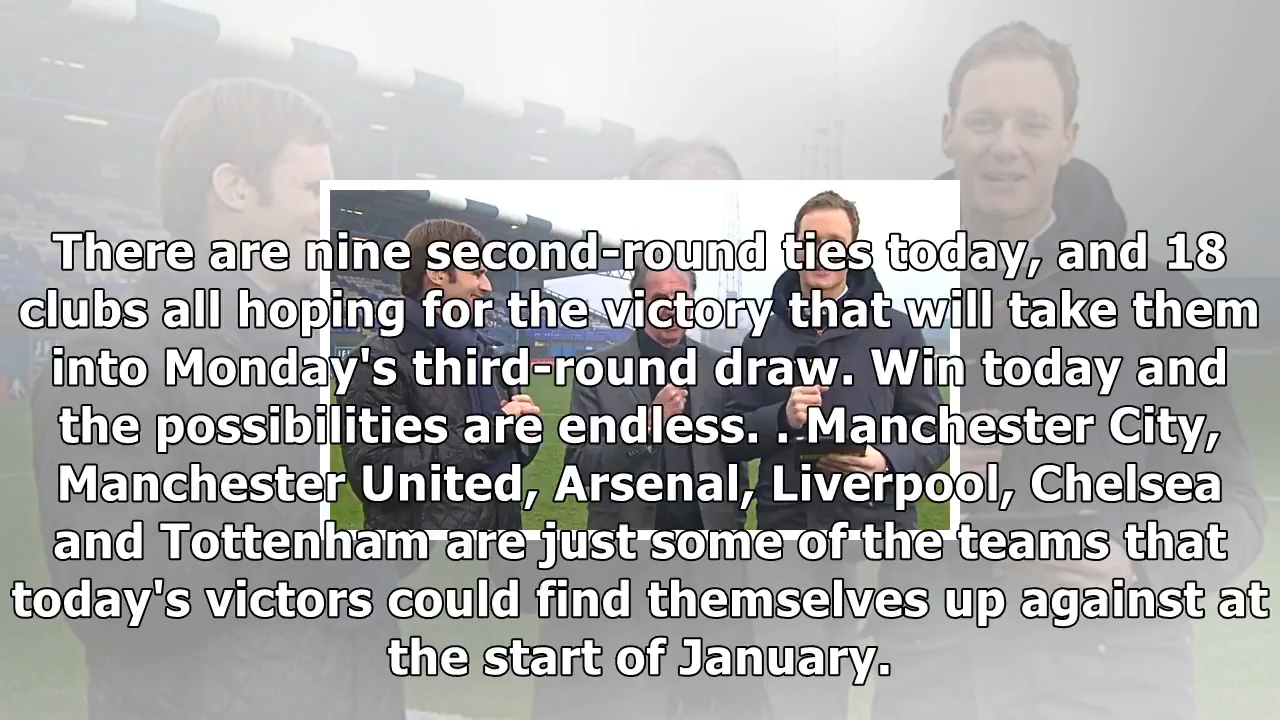 There are nine second-round ties today, and 18
clubs all hoping for the victory that will take them
into Monday's third-round draw. Win today and
the possibilities are endless. . Manchester City,
Manchester United, Arsenal, Liverpool, Chelsea
and Tottenham are just some of the teams that
today's victors could find themselves up against at
the start of January.